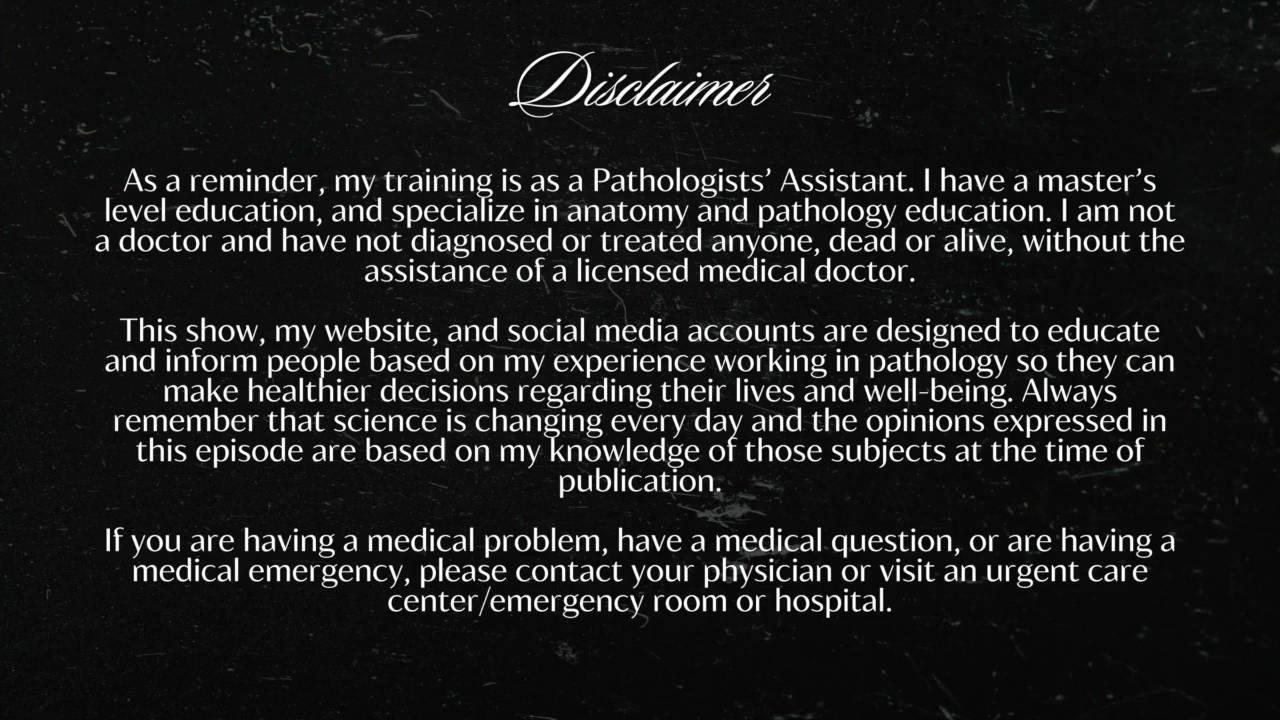 Disclaimer
As a reminder, my training is as a Pathologists’ Assistant. I have a master’s
level education, and specialize in anatomy and pathology education. I am not
a doctor and have not diagnosed or treated anyone, dead or alive, without the
assistance of a licensed medical doctor.
This show, my website, and social media accounts are designed to educate
and inform people based on my experience working in pathology so they can
make healthier decisions regarding their lives and well-being. Always
remember that science is changing every day and the opinions expressed in
this episode are based on my knowledge of those subjects at the time of
publication.
If you are having a medical problem, have a medical question, or are having a
medical emergency, please contact your physician or visit an urgent care
center/emergency room or hospital.